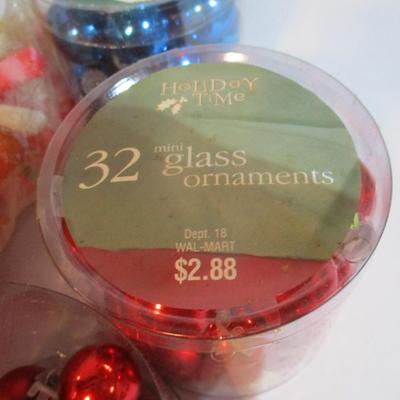 HOLiDAY
TiME
32 mini glass
ornaments
Dept. 18
WAL-MART
$2.88